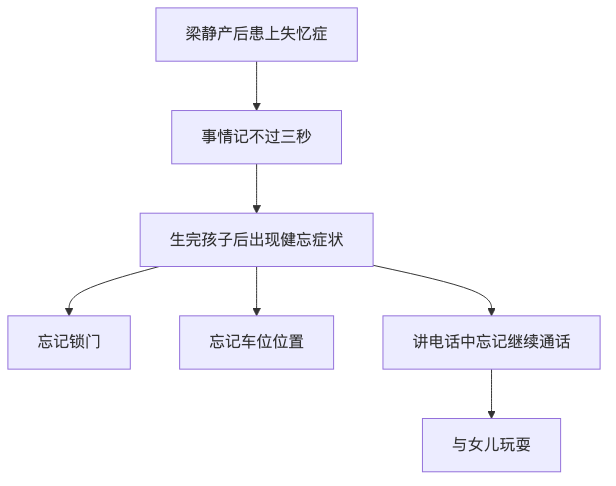 梁静产后患上失忆症
事情记不过三秒
生完孩子后出现健忘症状
忘记锁门
忘记车位位置
讲电话中忘记继续通话
与女儿玩耍